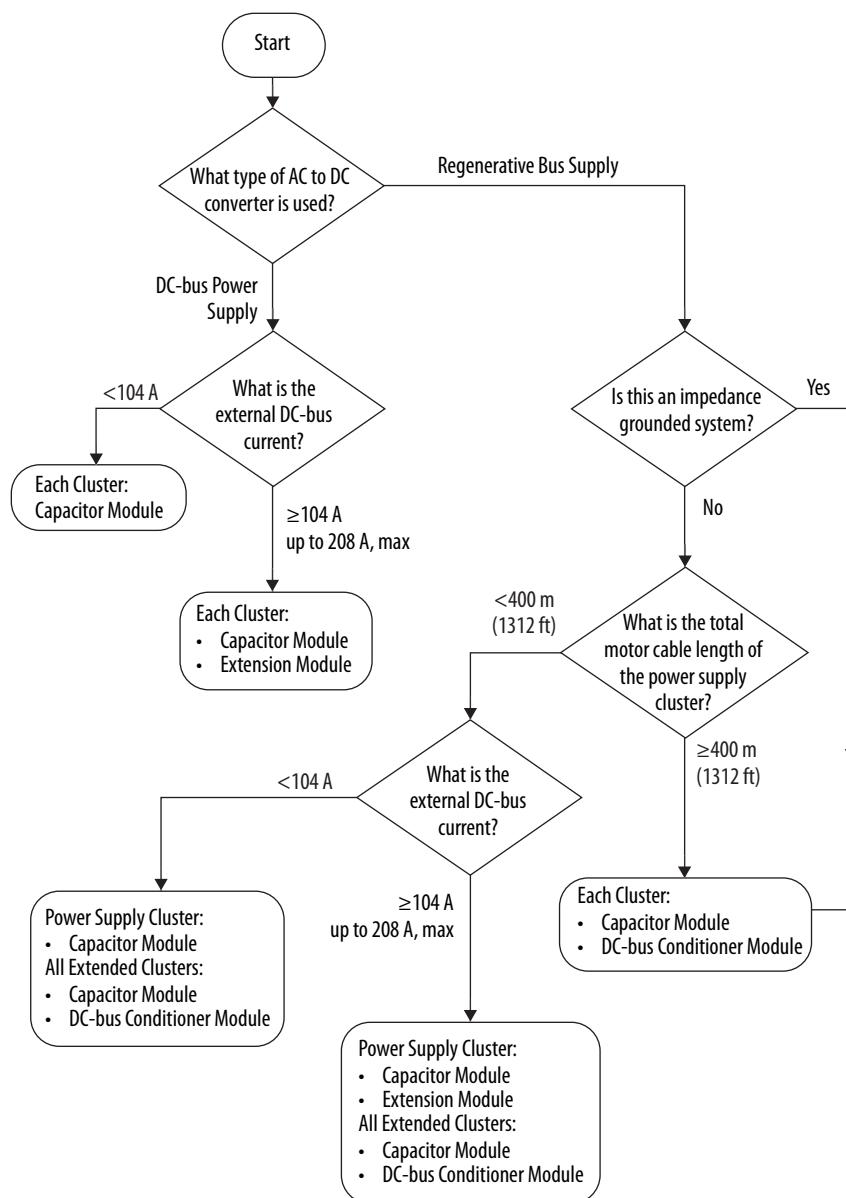 Start
What type of AC to DC
converter is used?
Regenerative Bus Supply
DC-bus Power
Supply
<104 A
What is the
external DC-bus
current?
Is this an impedance
grounded system?
Yes
Each Cluster:
Capacitor Module
≥104 A
up to 208 A, max
No
Each Cluster:
• Capacitor Module
• Extension Module
<400 m
(1312 ft)
What is the total
motor cable length of
the power supply
cluster?
<104 A
What is the
external DC-bus
current?
≥400 m
(1312 ft)
≥104 A
up to 208 A, max
Each Cluster:
• Capacitor Module
• DC-bus Conditioner Module
Power Supply Cluster:
• Capacitor Module
All Extended Clusters:
• Capacitor Module
• DC-bus Conditioner Module
Power Supply Cluster:
• Capacitor Module
• Extension Module
All Extended Clusters:
• Capacitor Module
• DC-bus Conditioner Module